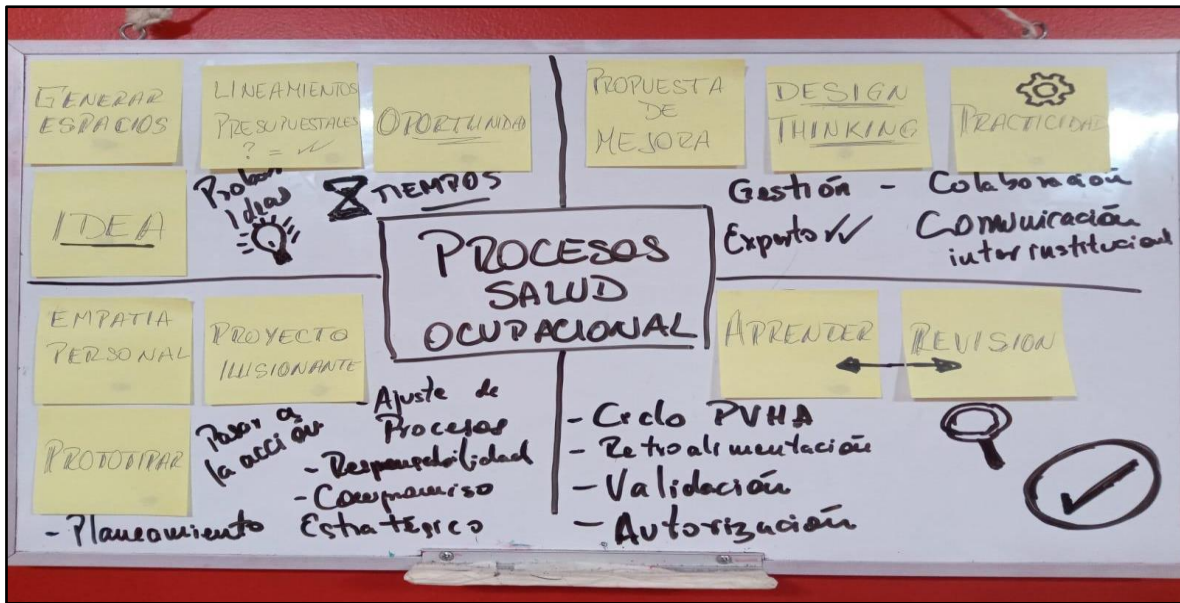 GENERAR
ESPACIOS
LINEAMIENTOS
PRESUPUESTALES
? = ✓
OPORTUNIDAD
IDEA
Probar
ideas
TIEMPOS
PROPUESTA
DE
MEJORA
DESIGN
THINKING
PRACTICIDAD
Gestión - Colaboración
Experto ✓✓
Comunicación
interinstitucional
PROCESOS
SALUD
OCUPACIONAL
EMPATIA
PERSONAL
PROYECTO
ILUSIONANTE
PROTOTIPAR
Pasar a
la acción
- Ajuste de
Procesos
- Responsabilidad
- Compromiso
- Planeamiento Estratégico
APRENDER
REVISION
- Ciclo PVHA
- Retroalimentación
- Validación
- Autorización